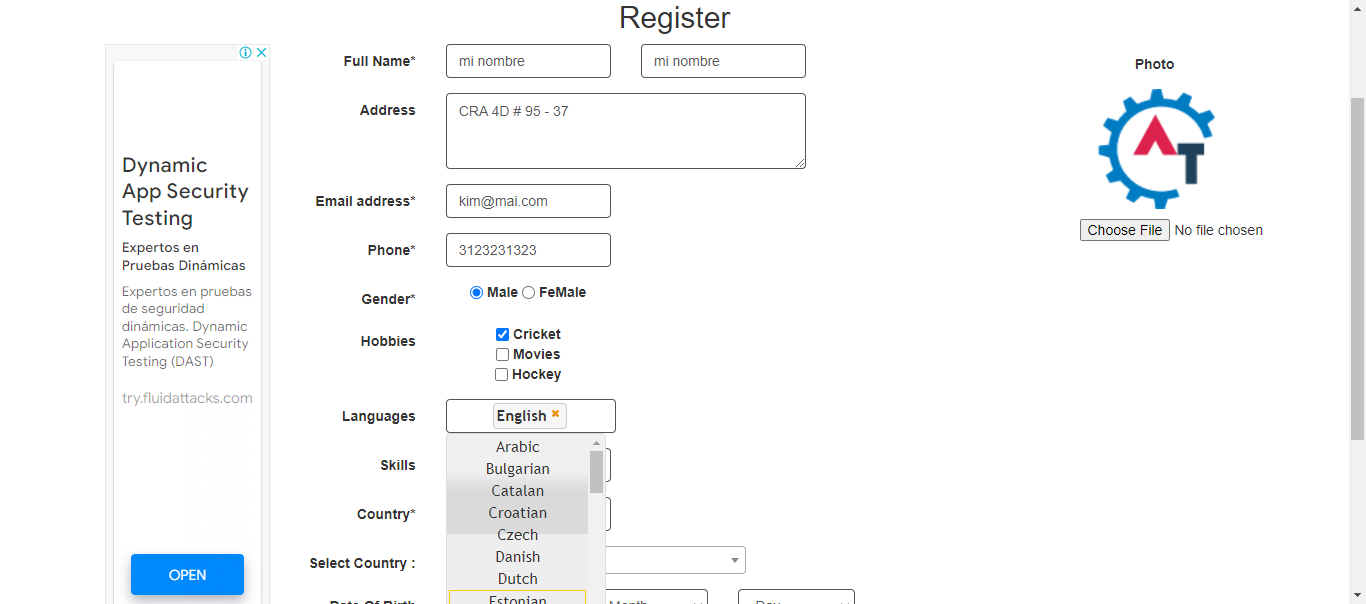 Register
Dynamic
App Security
Testing
Expertos en
Pruebas Dinámicas
Expertos en pruebas
de seguridad
dinámicas. Dynamic
Application Security
Testing (DAST)
try.fluidattacks.com
OPEN
Full Name* mi nombre mi nombre
Address CRA 4D # 95 - 37
Email address* kim@mai.com
Phone* 3123231323
Gender* Male FeMale
Hobbies Cricket
Movies
Hockey
Languages English
Arabic
Bulgarian
Catalan
Croatian
Czech
Danish
Dutch
Estonian
Skills
Country*
Select Country :
Date Of Birth Month Day
Photo
AT
Choose File No file chosen